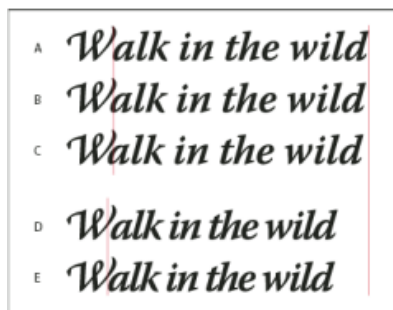 A Walk in the wild
B Walk in the wild
C Walk in the wild
D Walk in the wild
E Walk in the wild